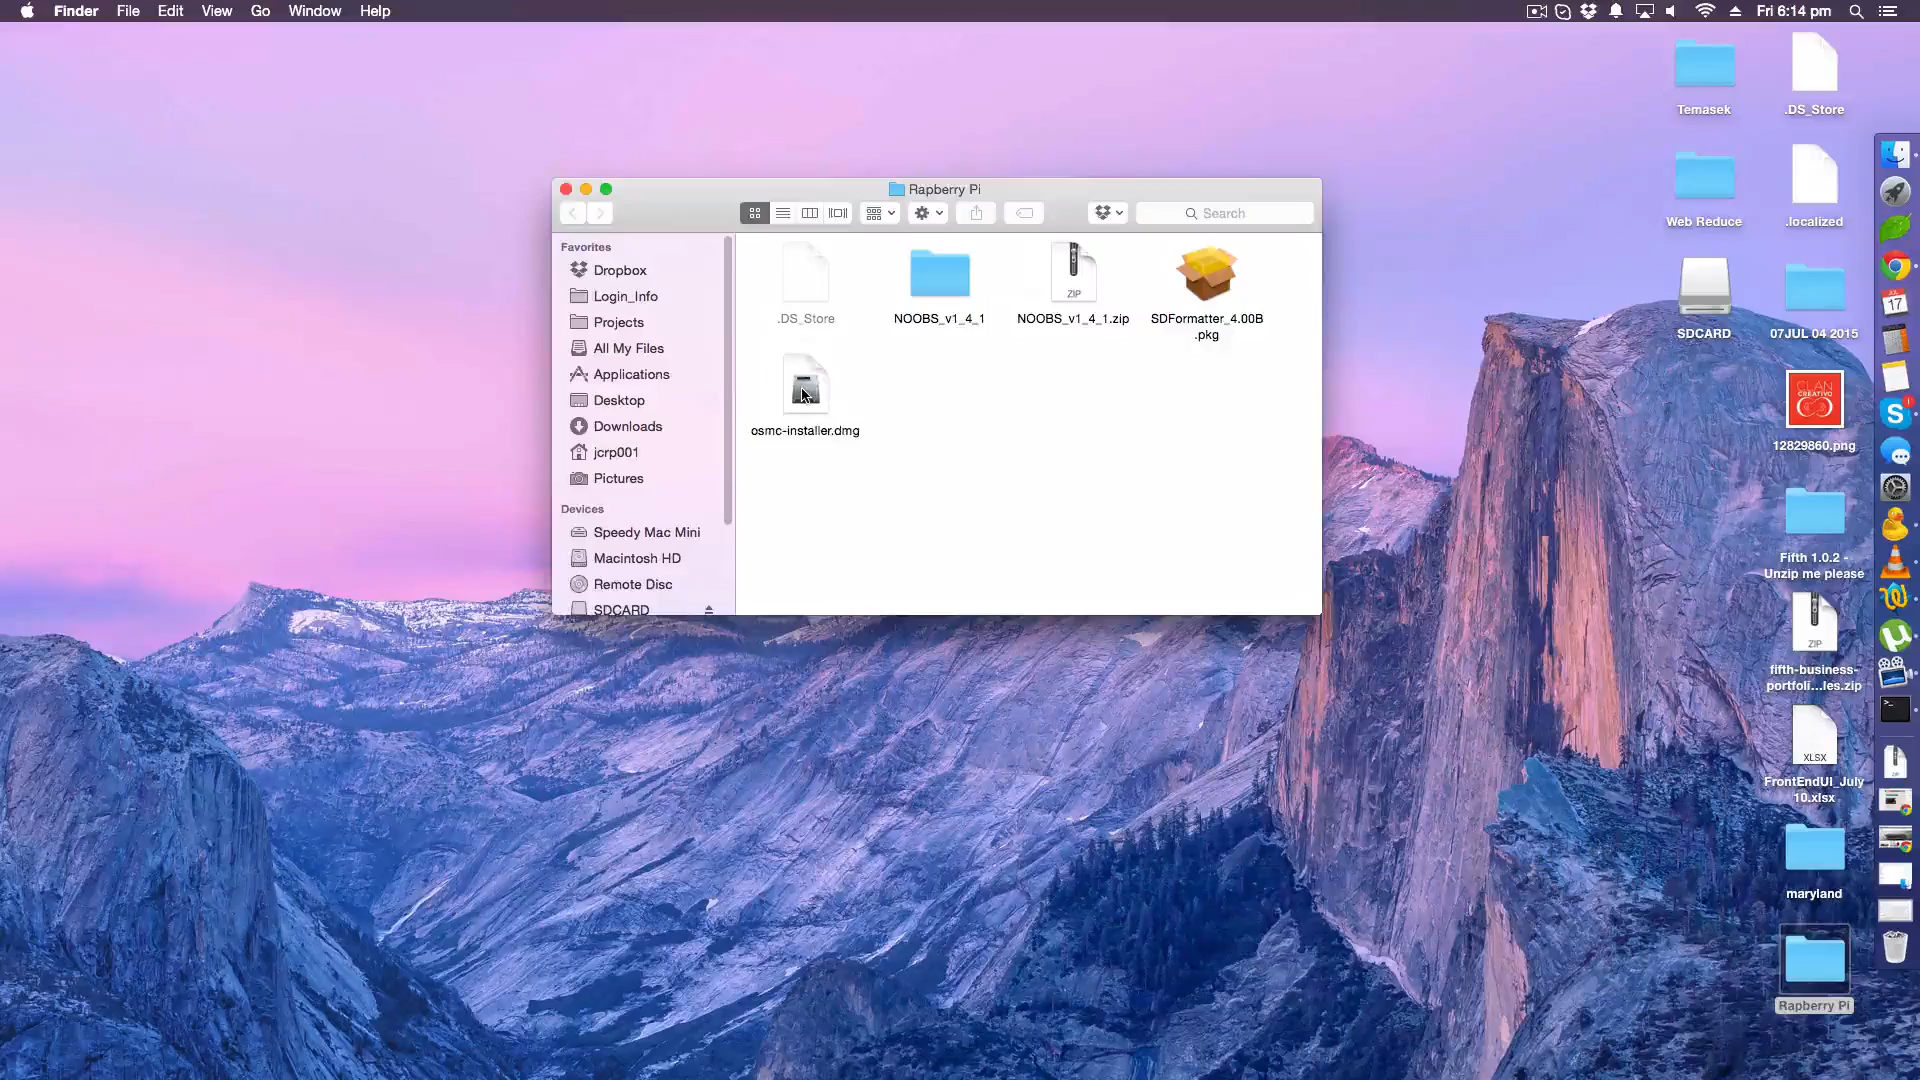 Finder File Edit View Go Window Help
Fri 6:14 pm
Rapberry Pi
Search
Favorites
Dropbox
Login_Info
Projects
All My Files
Applications
Desktop
Downloads
jcrp001
Pictures
Devices
Speedy Mac Mini
Macintosh HD
Remote Disc
SDCARD
.DS_Store
NOOBS_v1_4_1
ZIP
NOOBS_v1_4_1.zip
SDFormatter_4.00B
.pkg
osmc-installer.dmg
Temasek
.DS_Store
Web Reduce
.localized
SDCARD
07JUL 04 2015
CLAN
CREATIVO
12829860.png
Fifth 1.0.2 -
Unzip me please
ZIP
fifth-business-
portfoli...les.zip
XLSX
FrontEndUI_July
10.xlsx
maryland
Rapberry Pi
JUL
17